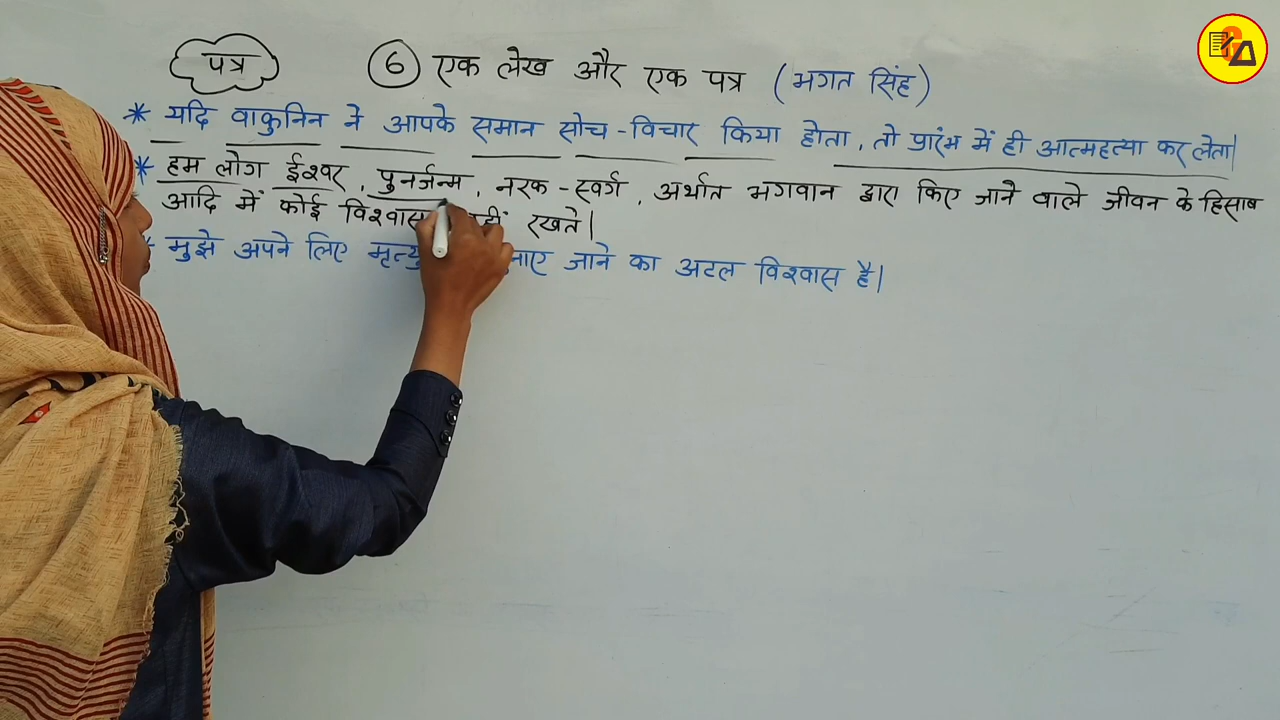 पत्र
6 एक लेख और एक पत्र (भगत सिंह)
* यदि वाकुनिन ने आपके समान सोच-विचार किया होता, तो प्रारंभ में ही आत्महत्या कर लेता।
* हम लोग ईश्वर, पुनर्जन्म, नरक-स्वर्ग, अर्थात भगवान द्वारा किए जाने वाले जीवन के हिसाब
आदि में कोई विश्वास रखते।
* मुझे अपने लिए जाने का अटल विश्वास है।